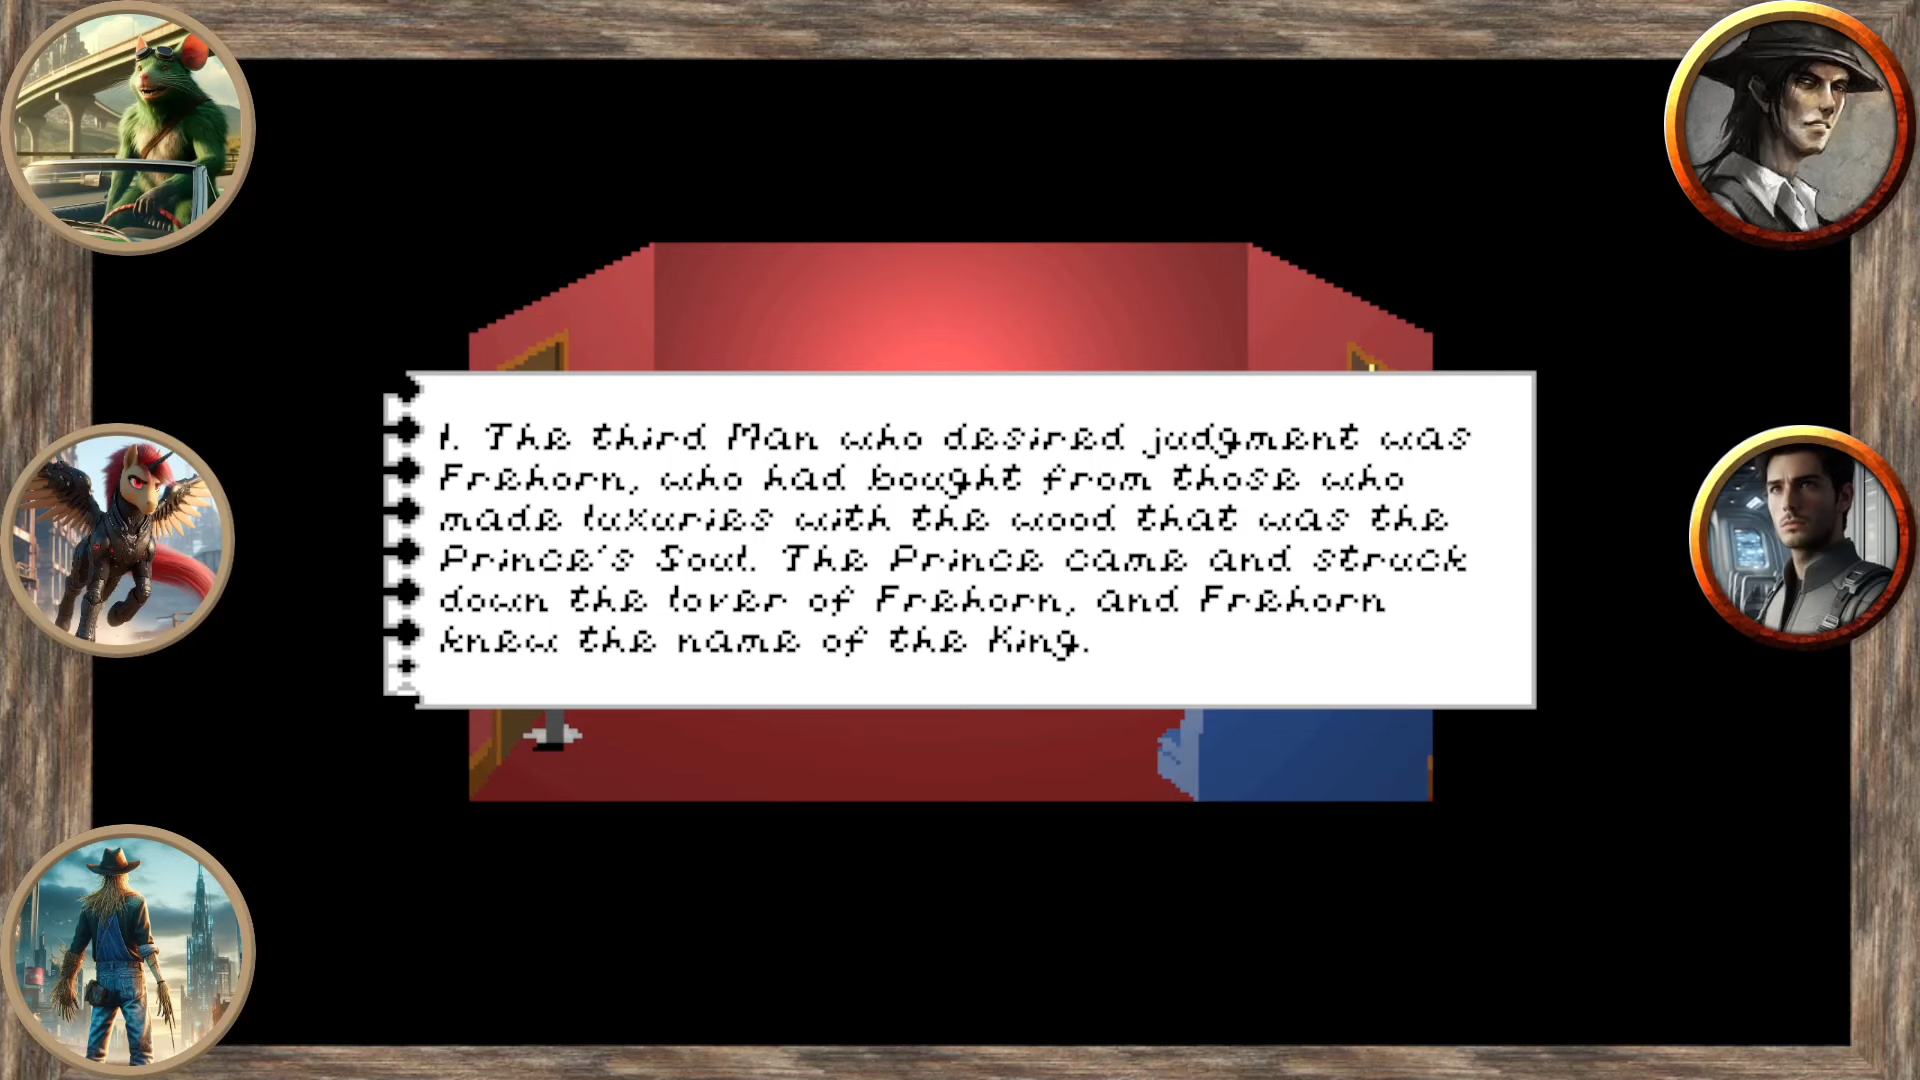 1. The third Man who desired judgment was
Frehorn, who had bought from those who
made luxuries with the wood that was the
Prince's Soul. The Prince came and struck
down the lover of Frehorn, and Frehorn
knew the name of the King.